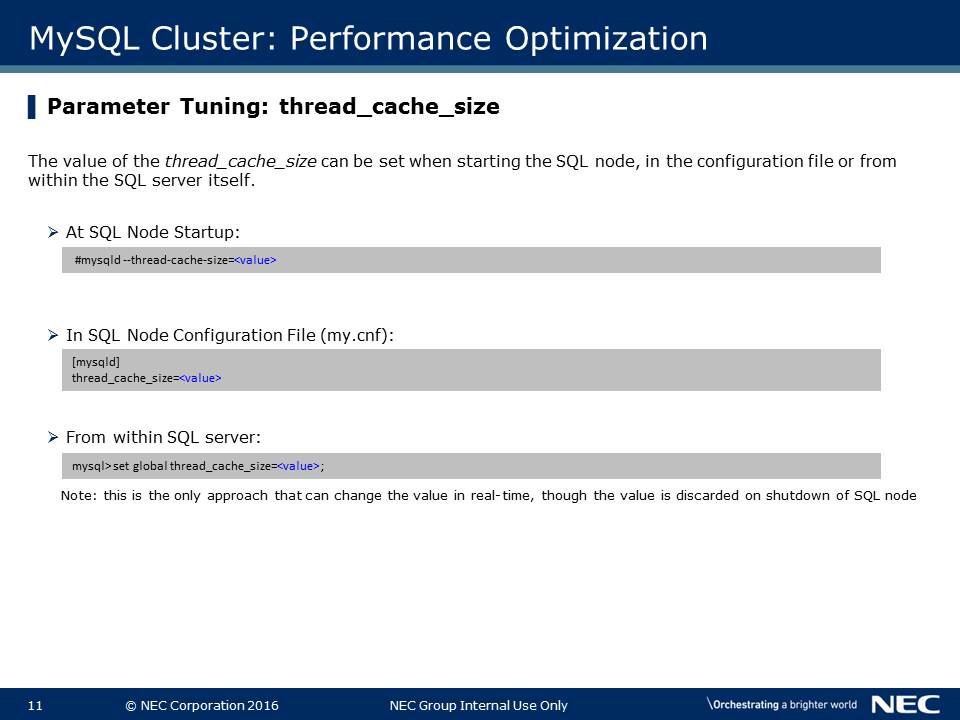 MySQL Cluster: Performance Optimization
Parameter Tuning: thread_cache_size
The value of the thread_cache_size can be set when starting the SQL node, in the configuration file or from
within the SQL server itself.
At SQL Node Startup:
#mysqld --thread-cache-size=<value>
In SQL Node Configuration File (my.cnf):
[mysqld]
thread_cache_size=<value>
From within SQL server:
mysql>set global thread_cache_size=<value>;
Note: this is the only approach that can change the value in real-time, though the value is discarded on shutdown of SQL node
11 © NEC Corporation 2016 NEC Group Internal Use Only \Orchestrating a brighter world NEC